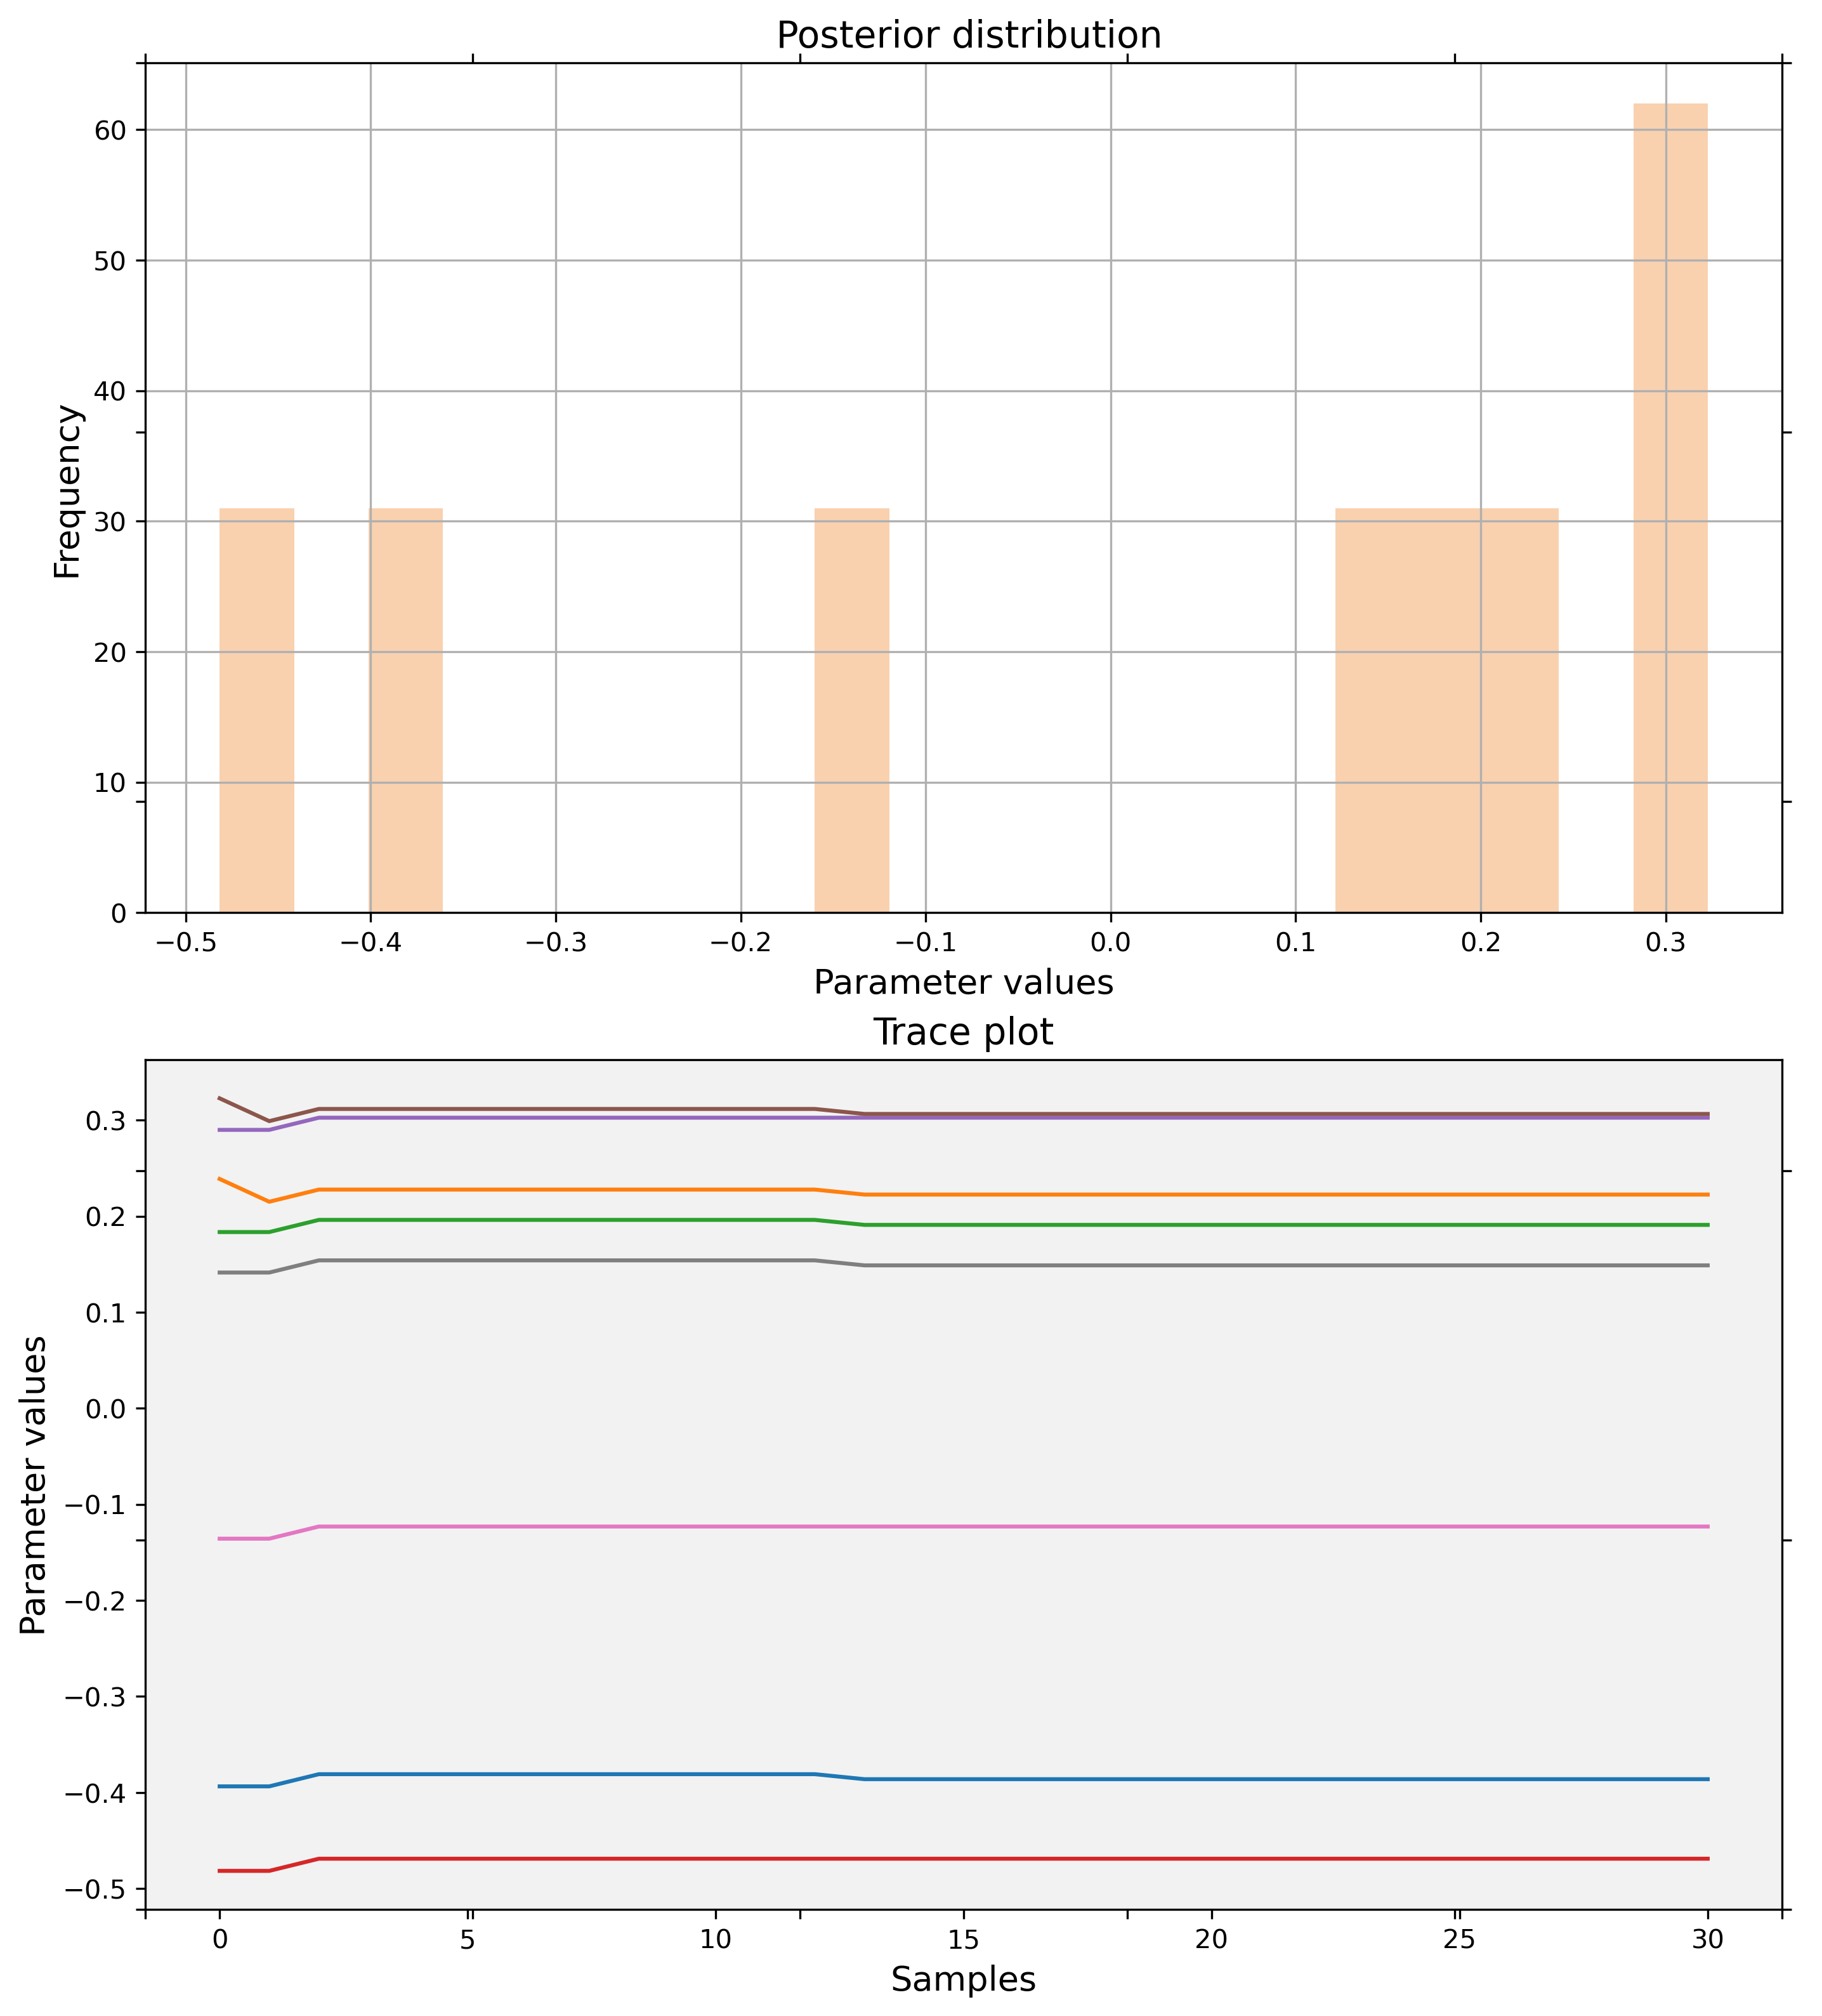 Posterior distribution
60
50
40
30
20
10
0
Frequency
−0.5 −0.4 −0.3 −0.2 −0.1 0.0 0.1 0.2 0.3
Parameter values
Trace plot
0.3
0.2
0.1
0.0
−0.1
−0.2
−0.3
−0.4
−0.5
Parameter values
0 5 10 15 20 25 30
Samples